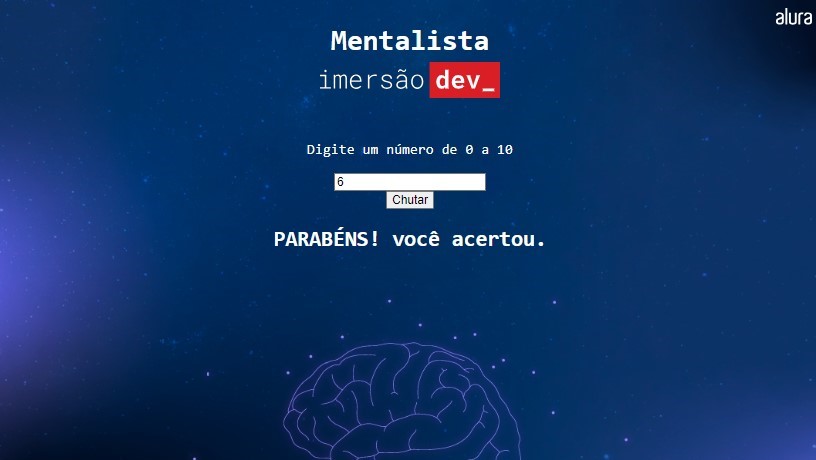 alura
Mentalista
imersão dev_
Digite um número de 0 a 10
6
Chutar
PARABÉNS! você acertou.